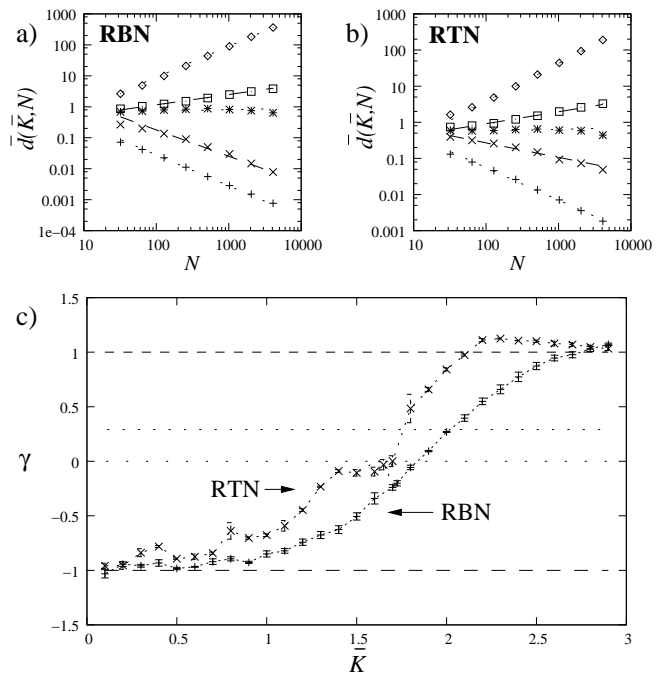 a) RBN
1000
100
10
1
0.1
0.01
0.001
1e−04
d̄(K̄,N)
10 100 1000 10000
N
b) RTN
1000
100
10
1
0.1
0.01
0.001
d̄(K̄,N)
10 100 1000 10000
N
c)
1.5
1
0.5
0
−0.5
−1
−1.5
γ
RTN
RBN
0 0.5 1 1.5 2 2.5 3
K̄